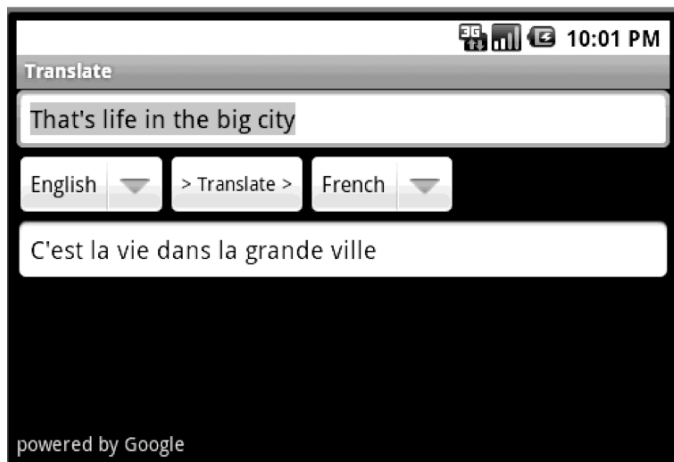 3G 10:01 PM
Translate
That's life in the big city
English > Translate > French
C'est la vie dans la grande ville
powered by Google